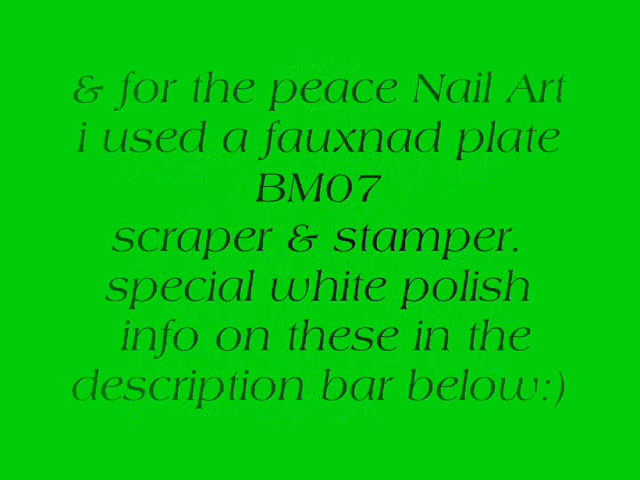 & for the peace Nail Art
i used a fauxnad plate
BM07
scraper & stamper.
special white polish
info on these in the
description bar below:)